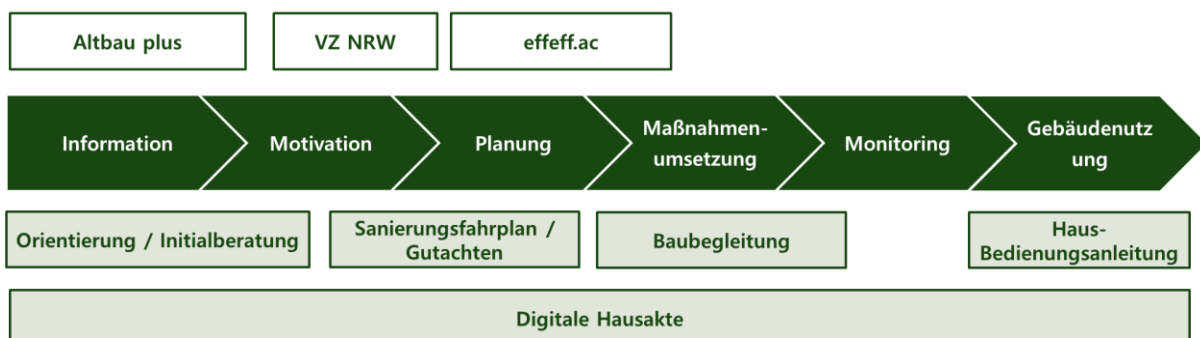 Altbau plus
VZ NRW
effeff.ac
Information
Motivation
Planung
Maßnahmen-
umsetzung
Monitoring
Gebäudenutz
ung
Orientierung / Initialberatung
Sanierungsfahrplan /
Gutachten
Baubegleitung
Haus-
Bedienungsanleitung
Digitale Hausakte